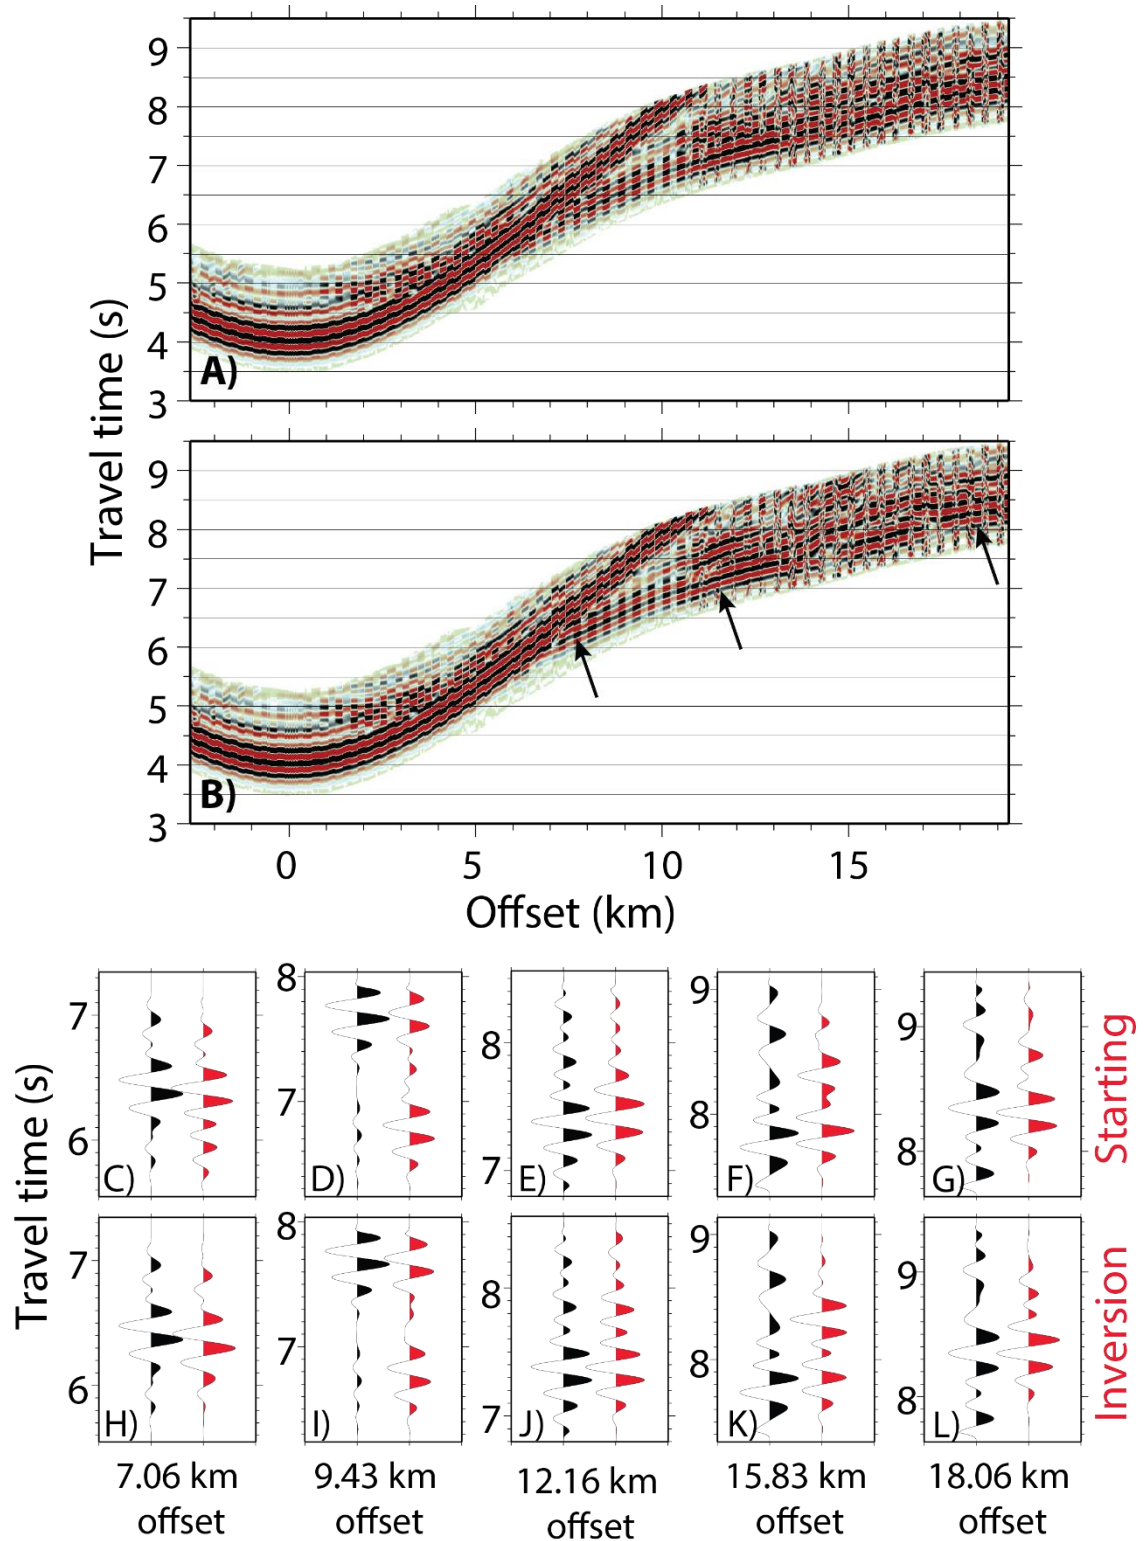 9
8
7
6
5
4
3
A)
Travel time (s)
9
8
7
6
5
4
3
B)
Travel time (s)
0 5 10 15
Offset (km)
7
6
C)
8
7
D)
8
7
E)
9
8
F)
9
8
G)
Starting
Travel time (s)
7
6
H)
8
7
I)
8
7
J)
9
8
K)
9
8
L)
Inversion
7.06 km
offset
9.43 km
offset
12.16 km
offset
15.83 km
offset
18.06 km
offset